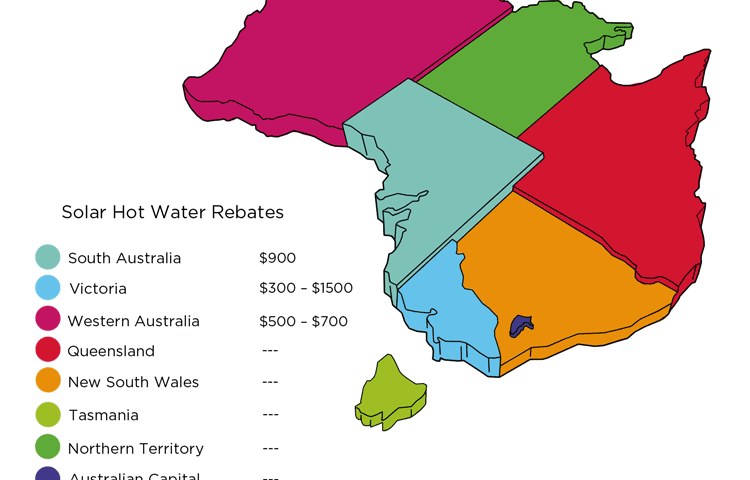 Solar Hot Water Rebates
South Australia $900
Victoria $300 – $1500
Western Australia $500 – $700
Queensland ---
New South Wales ---
Tasmania ---
Northern Territory ---
Australian Capital ---